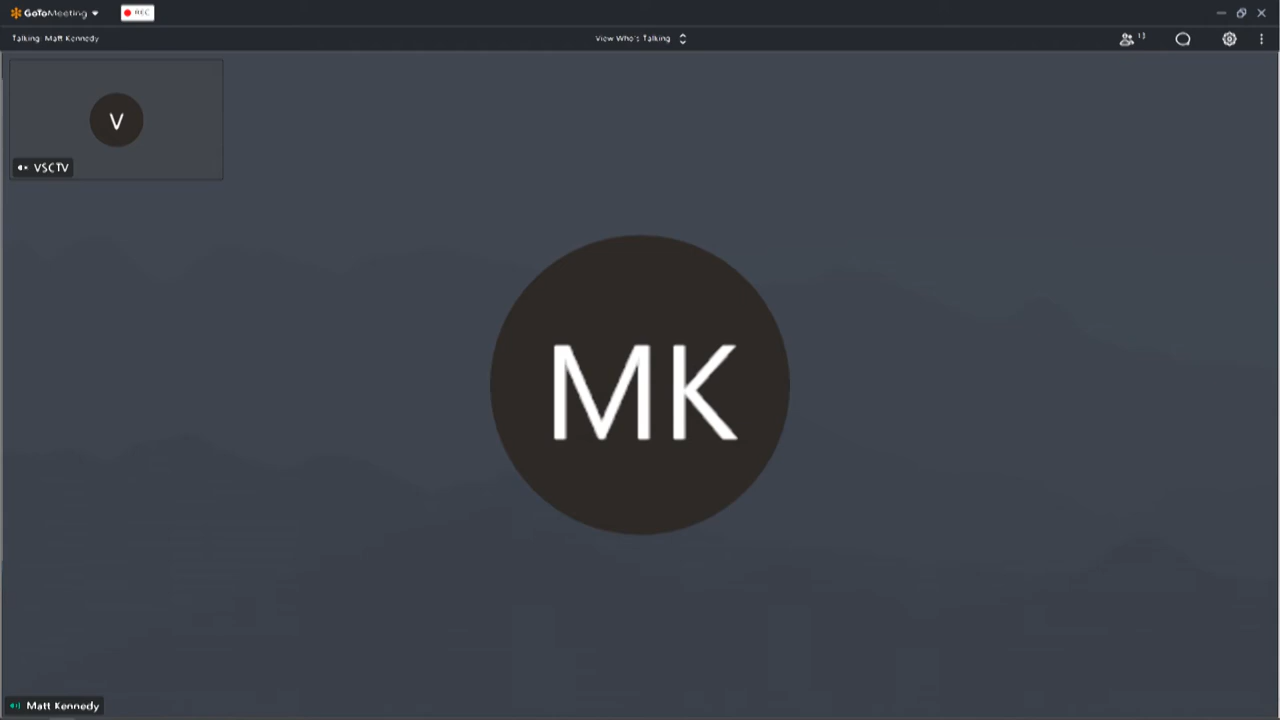 GoToMeeting
REC
Talking: Matt Kennedy
View Who's Talking
13
V
VSCTV
MK
Matt Kennedy